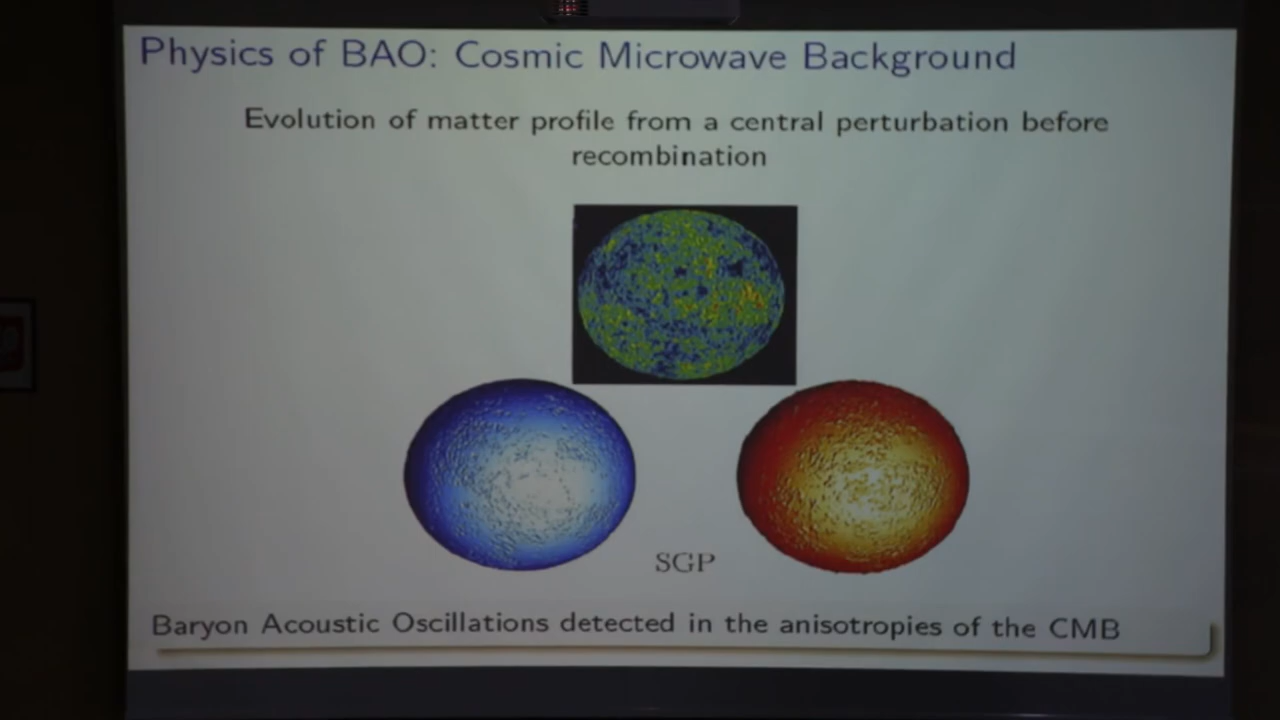 Physics of BAO: Cosmic Microwave Background
Evolution of matter profile from a central perturbation before
recombination
SGP
Baryon Acoustic Oscillations detected in the anisotropies of the CMB